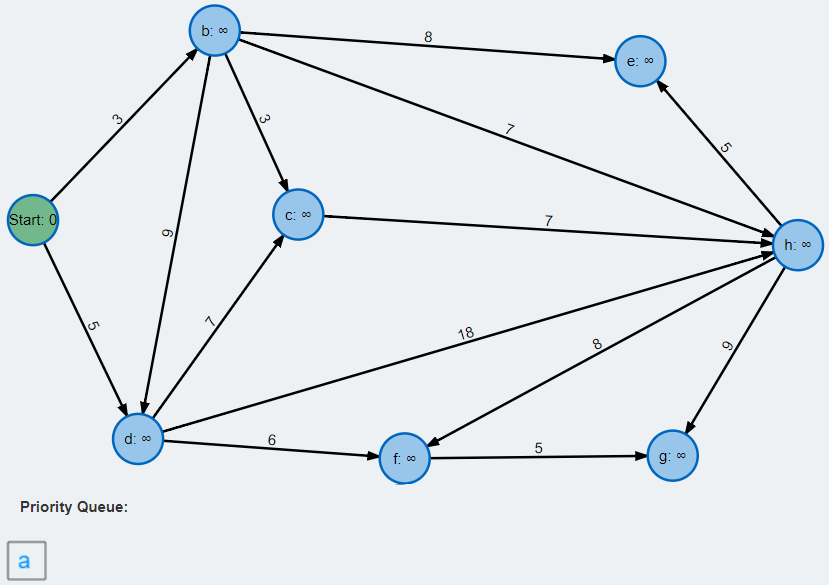 b: ∞
8
e: ∞
3
3
7
5
Start: 0
9
c: ∞
7
h: ∞
5
7
18
8
9
d: ∞
6
f: ∞
5
g: ∞
Priority Queue:
a